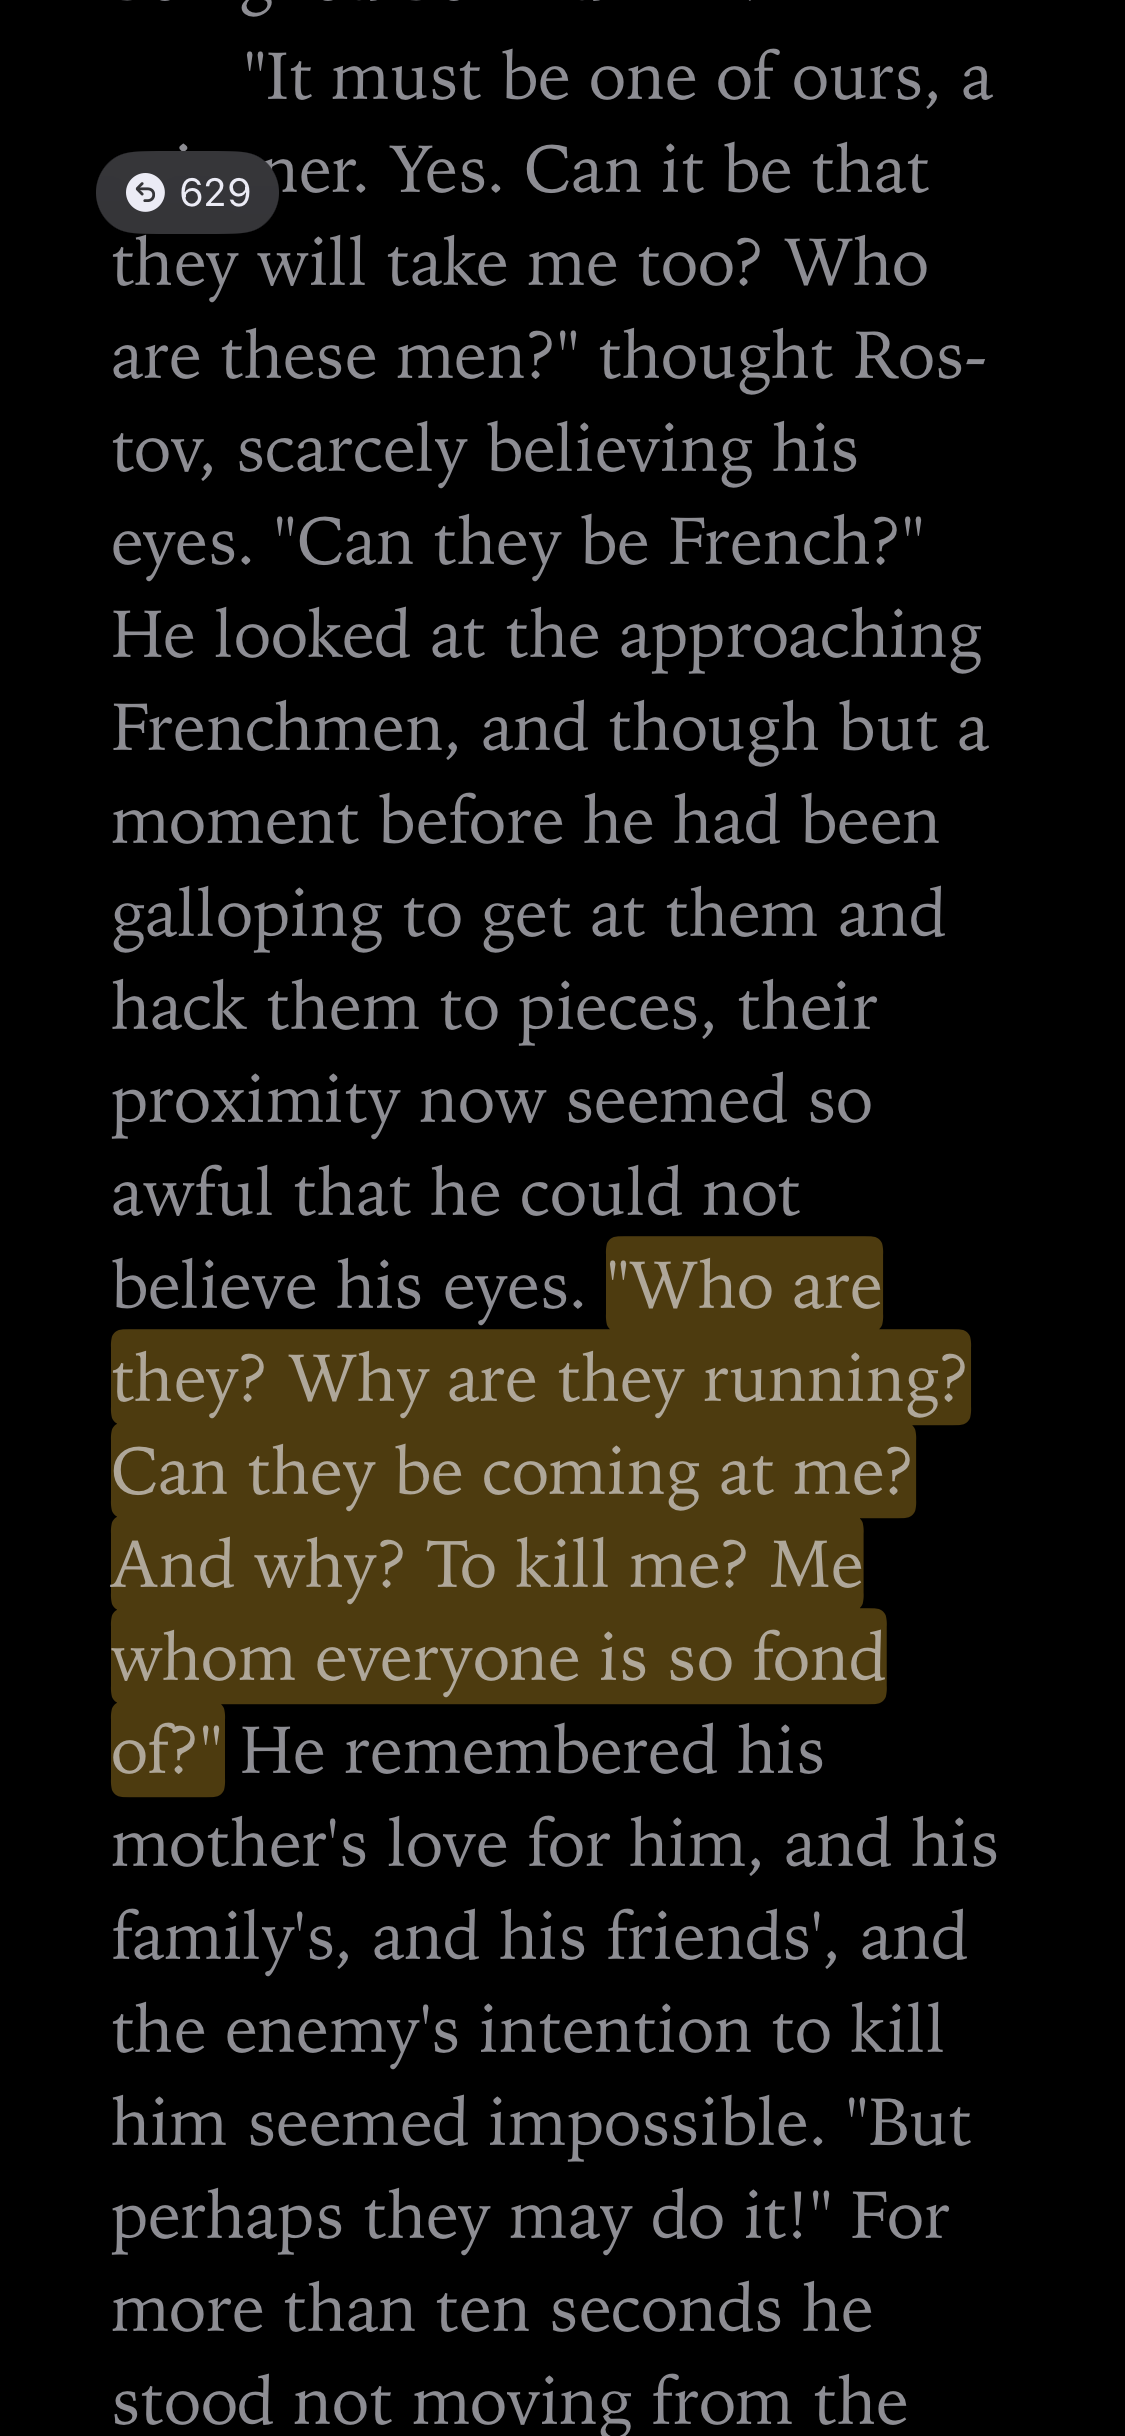 "It must be one of ours, a
ner. Yes. Can it be that
629
they will take me too? Who
are these men?" thought Ros-
tov, scarcely believing his
eyes. "Can they be French?"
He looked at the approaching
Frenchmen, and though but a
moment before he had been
galloping to get at them and
hack them to pieces, their
proximity now seemed so
awful that he could not
believe his eyes. "Who are
they? Why are they running?
Can they be coming at me?
And why? To kill me? Me
whom everyone is so fond
of?" He remembered his
mother's love for him, and his
family's, and his friends', and
the enemy's intention to kill
him seemed impossible. "But
perhaps they may do it!" For
more than ten seconds he
stood not moving from the